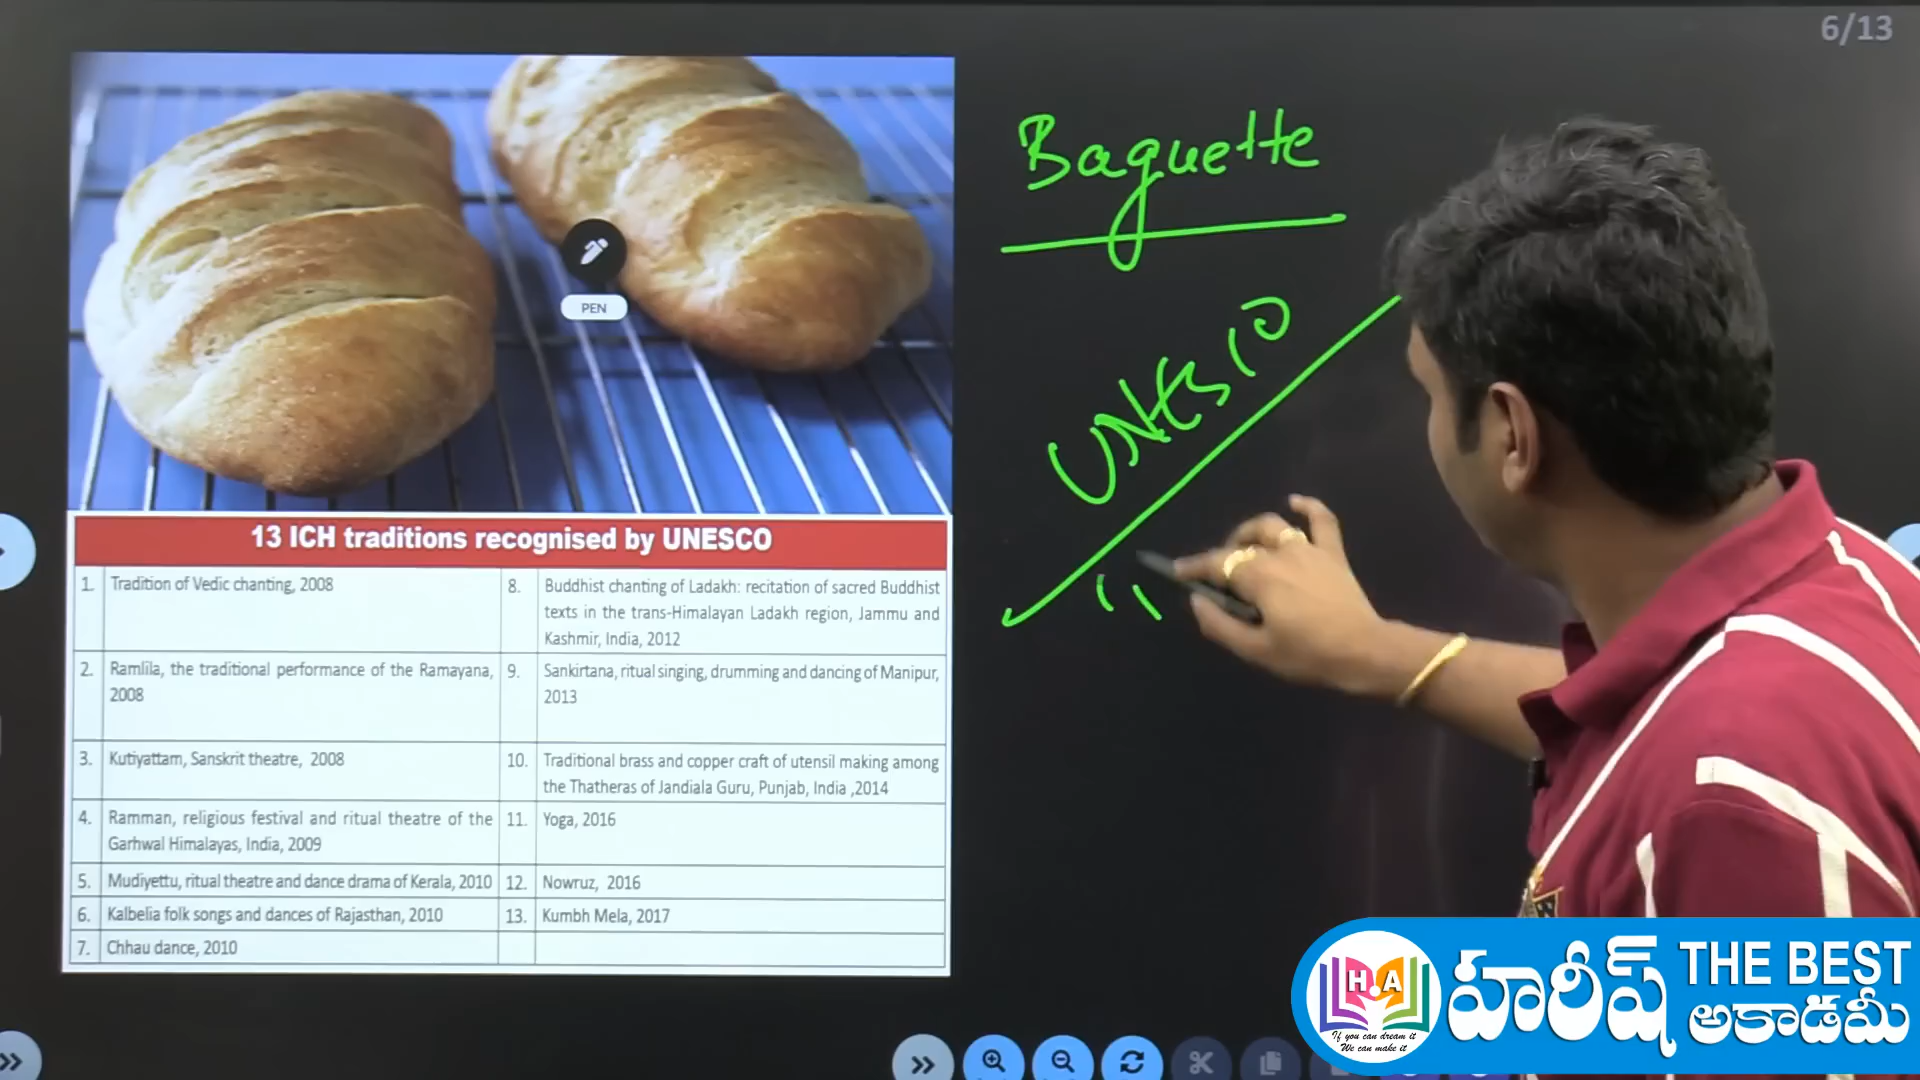 6/13
Baguette
UNESIO
PEN
13 ICH traditions recognised by UNESCO
1. Tradition of Vedic chanting, 2008
2. Ramlila, the traditional performance of the Ramayana,
2008
3. Kutiyattam, Sanskrit theatre, 2008
4. Ramman, religious festival and ritual theatre of the
Garhwal Himalayas, India, 2009
5. Mudiyettu, ritual theatre and dance drama of Kerala, 2010
6. Kalbelia folk songs and dances of Rajasthan, 2010
7. Chhau dance, 2010
8. Buddhist chanting of Ladakh: recitation of sacred Buddhist
texts in the trans-Himalayan Ladakh region, Jammu and
Kashmir, India, 2012
9. Sankirtana, ritual singing, drumming and dancing of Manipur,
2013
10. Traditional brass and copper craft of utensil making among
the Thatheras of Jandiala Guru, Punjab, India ,2014
11. Yoga, 2016
12. Nowruz, 2016
13. Kumbh Mela, 2017
H.A
If you can dream it
We can make it
హరీష్
THE BEST
అకాడమీ